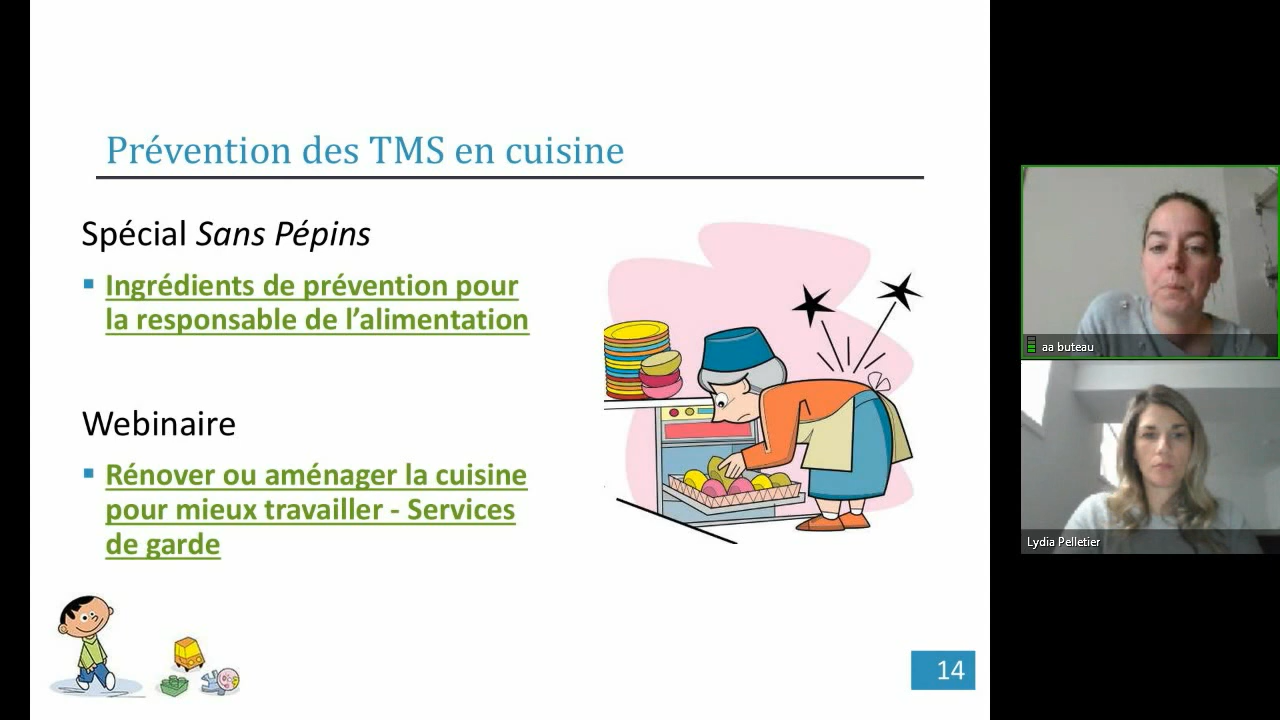 Prévention des TMS en cuisine
Spécial Sans Pépins
Ingrédients de prévention pour
la responsable de l’alimentation
Webinaire
Rénover ou aménager la cuisine
pour mieux travailler - Services
de garde
14
aa buteau
Lydia Pelletier